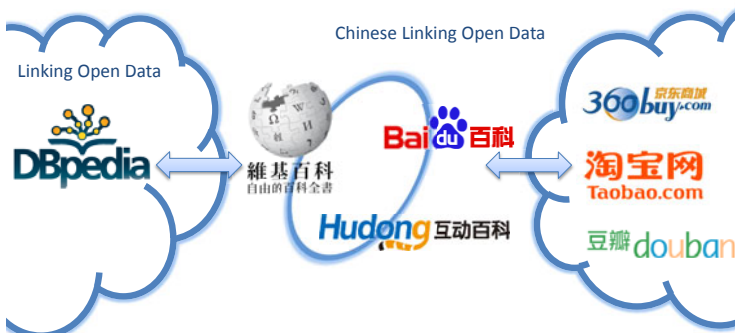 Chinese Linking Open Data
Linking Open Data
DBpedia
維基百科
自由的百科全書
Ω W И
Bai du 百科
Hudong 互动百科
京东商城
360buy.com
淘宝网
Taobao.com
豆瓣 douban